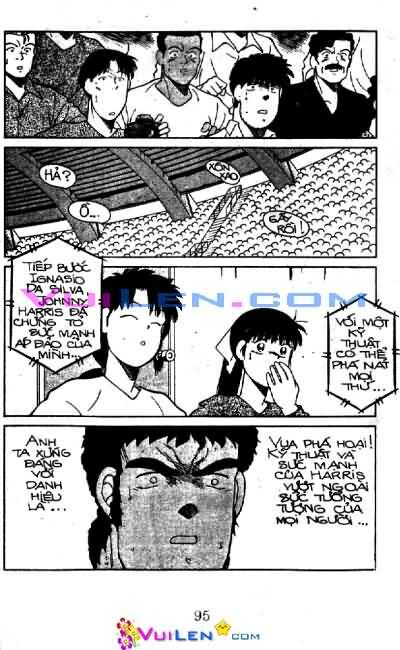 HẢ?
Ồ...
XÔN
XAO
GẪY
RỒI!
TIẾP BƯỚC
IGNASIO
DA SILVA
JOHNNY
HARRIS ĐÃ
CHỨNG TỎ
SỨC MẠNH
ÁP ĐẢO CỦA
MÌNH...
VỚI MỘT
KỸ
THUẬT
CÓ THỂ
PHÁ NÁT
MỌI
THỨ...
VUILEN.COM
ANH
TA XỨNG
ĐÁNG
VỚI
DANH
HIỆU
LÀ ...
VUA PHÁ HOẠI!
KỸ THUẬT VÀ
SỨC MẠNH
CỦA HARRIS
VƯỢT NGOÀI
SỨC TƯỞNG
TƯỢNG CỦA
MỌI NGƯỜI ...
95
VUILEN.COM